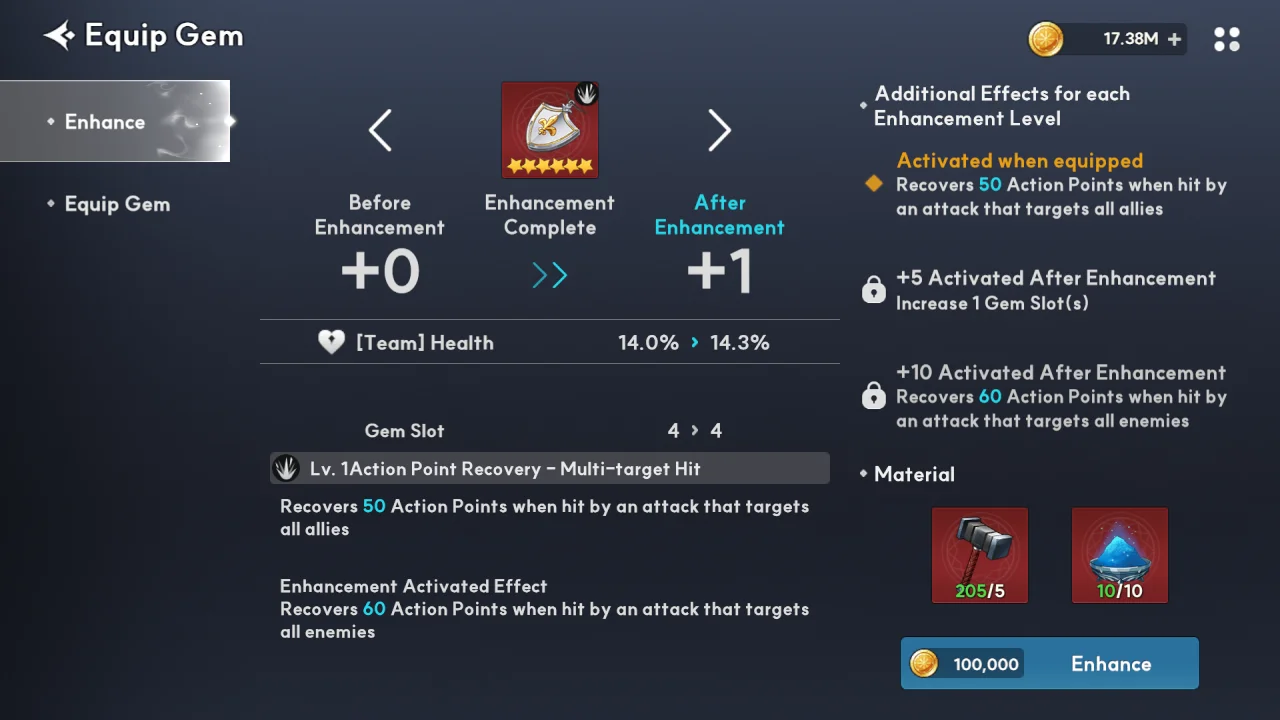 Equip Gem
17.38M +
Enhance
Equip Gem
Before
Enhancement
+0
Enhancement
Complete
After
Enhancement
+1
[Team] Health 14.0% 14.3%
Gem Slot 4 4
Lv. 1Action Point Recovery - Multi-target Hit
Recovers 50 Action Points when hit by an attack that targets
all allies
Enhancement Activated Effect
Recovers 60 Action Points when hit by an attack that targets
all enemies
Additional Effects for each
Enhancement Level
Activated when equipped
Recovers 50 Action Points when hit by
an attack that targets all allies
+5 Activated After Enhancement
Increase 1 Gem Slot(s)
+10 Activated After Enhancement
Recovers 60 Action Points when hit by
an attack that targets all enemies
Material
205/5
10/10
100,000 Enhance